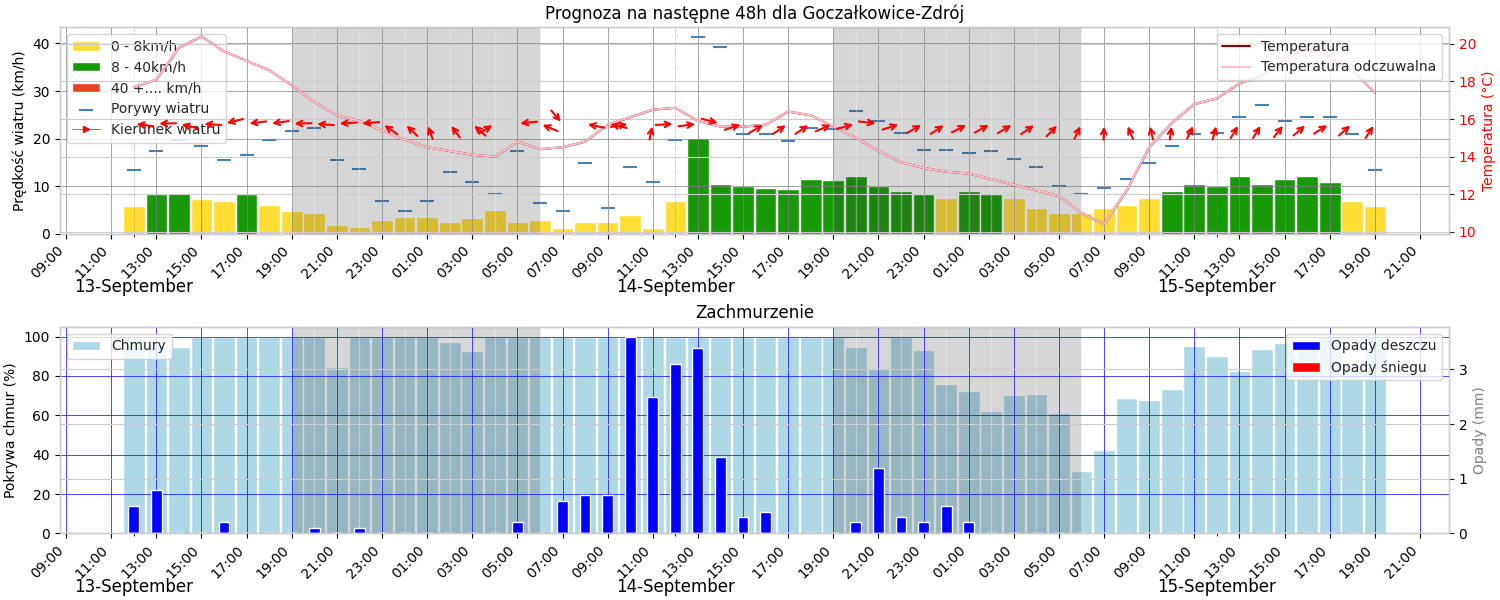 Prognoza na następne 48h dla Goczałkowice-Zdrój
Prędkość wiatru (km/h)
40
30
20
10
0
0 - 8km/h
8 - 40km/h
40 +.... km/h
Porywy wiatru
Kierunek wiatru
Temperatura
Temperatura odczuwalna
20
18
16
14
12
10
Temperatura (°C)
09:00 11:00 13:00 15:00 17:00 19:00 21:00 23:00 01:00 03:00 05:00 07:00 09:00 11:00 13:00 15:00 17:00 19:00 21:00 23:00 01:00 03:00 05:00 07:00 09:00 11:00 13:00 15:00 17:00 19:00 21:00
13-September 14-September 15-September
Zachmurzenie
Pokrywa chmur (%)
100
80
60
40
20
0
Chmury
Opady deszczu
Opady śniegu
3
2
1
0
Opady (mm)
09:00 11:00 13:00 15:00 17:00 19:00 21:00 23:00 01:00 03:00 05:00 07:00 09:00 11:00 13:00 15:00 17:00 19:00 21:00 23:00 01:00 03:00 05:00 07:00 09:00 11:00 13:00 15:00 17:00 19:00 21:00
13-September 14-September 15-September